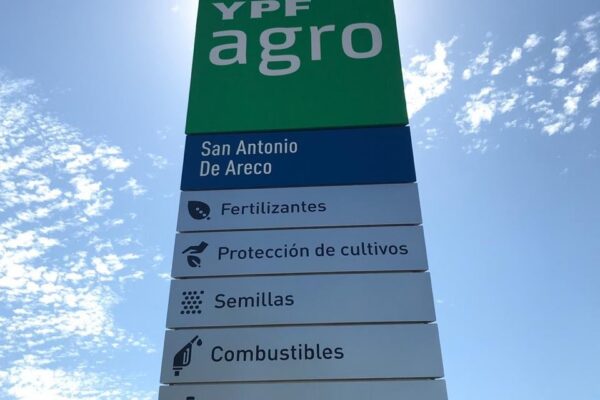 YPF
agro
San Antonio
De Areco
Fertilizantes
Protección de cultivos
Semillas
Combustibles